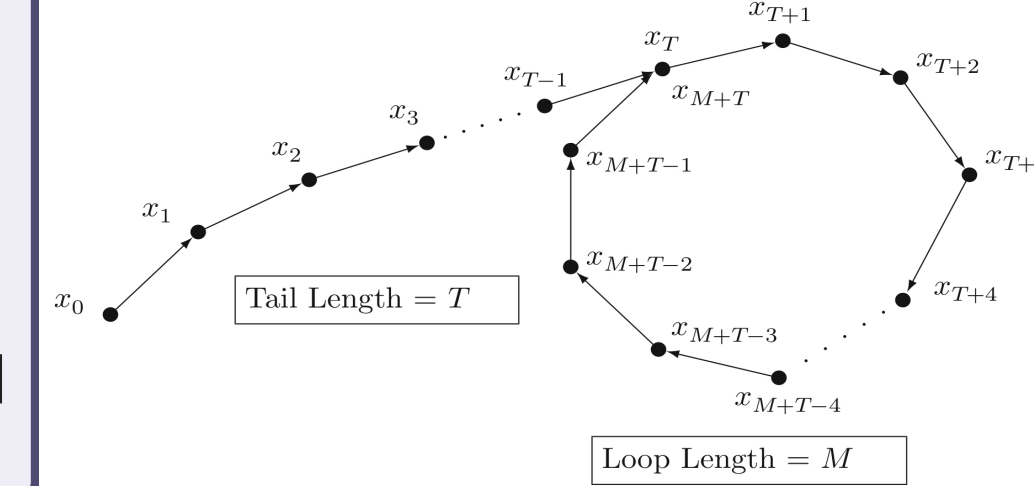 x_{T+1}
x_T
x_{T+2}
x_{T-1}
x_{M+T}
x_3
x_2
x_{M+T-1}
x_{T+
x_1
x_{M+T-2}
x_0
Tail Length = T
x_{T+4}
x_{M+T-3}
x_{M+T-4}
Loop Length = M